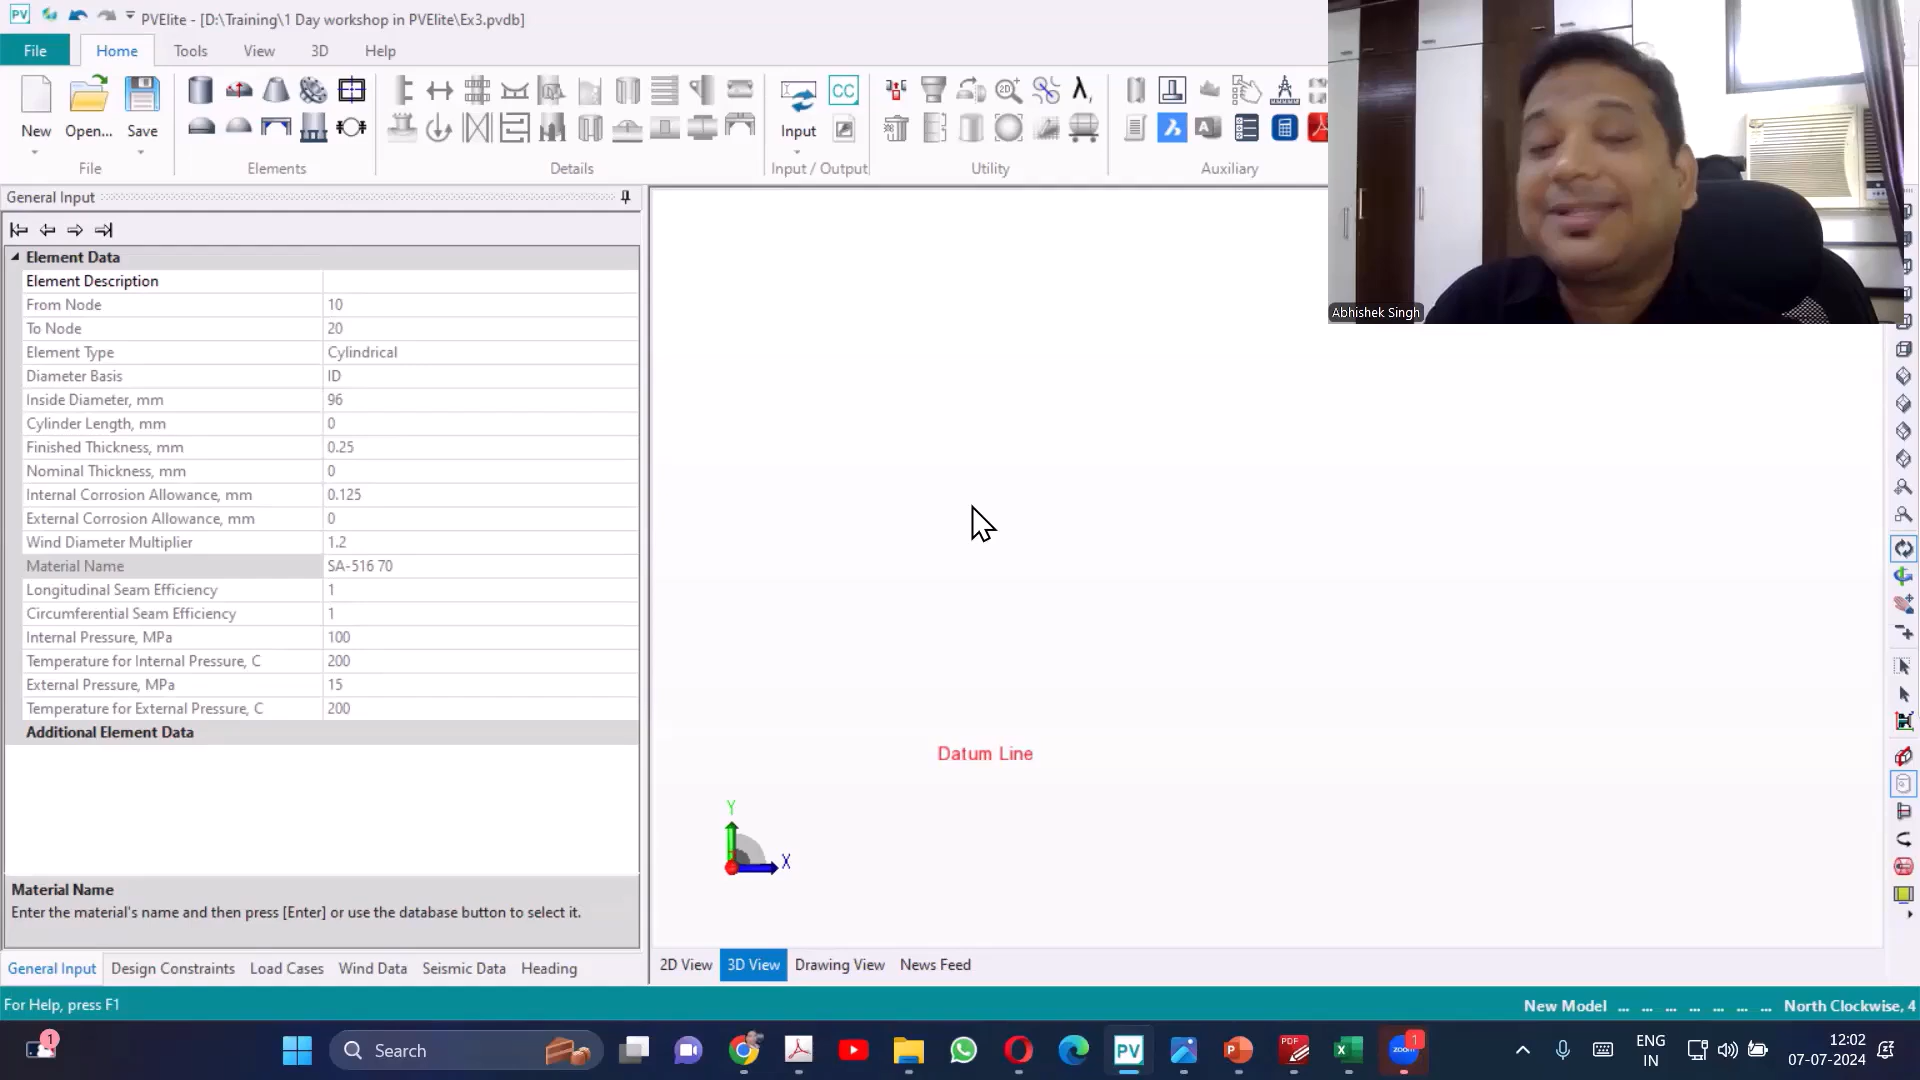 PV PVElite - [D:\Training\1 Day workshop in PVElite\Ex3.pvdb]
File Home Tools View 3D Help
New Open... Save Input CC
File Elements Details Input / Output Utility Auxiliary
Abhishek Singh
General Input
Element Data
Element Description
From Node 10
To Node 20
Element Type Cylindrical
Diameter Basis ID
Inside Diameter, mm 96
Cylinder Length, mm 0
Finished Thickness, mm 0.25
Nominal Thickness, mm 0
Internal Corrosion Allowance, mm 0.125
External Corrosion Allowance, mm 0
Wind Diameter Multiplier 1.2
Material Name SA-516 70
Longitudinal Seam Efficiency 1
Circumferential Seam Efficiency 1
Internal Pressure, MPa 100
Temperature for Internal Pressure, C 200
External Pressure, MPa 15
Temperature for External Pressure, C 200
Additional Element Data
Datum Line
Y
X
Material Name
Enter the material's name and then press [Enter] or use the database button to select it.
General Input Design Constraints Load Cases Wind Data Seismic Data Heading
2D View 3D View Drawing View News Feed
For Help, press F1
New Model ... ... ... ... ... ... ... North Clockwise, 4
1 Search PV PDF zoom 1 ENG IN 12:02
07-07-2024